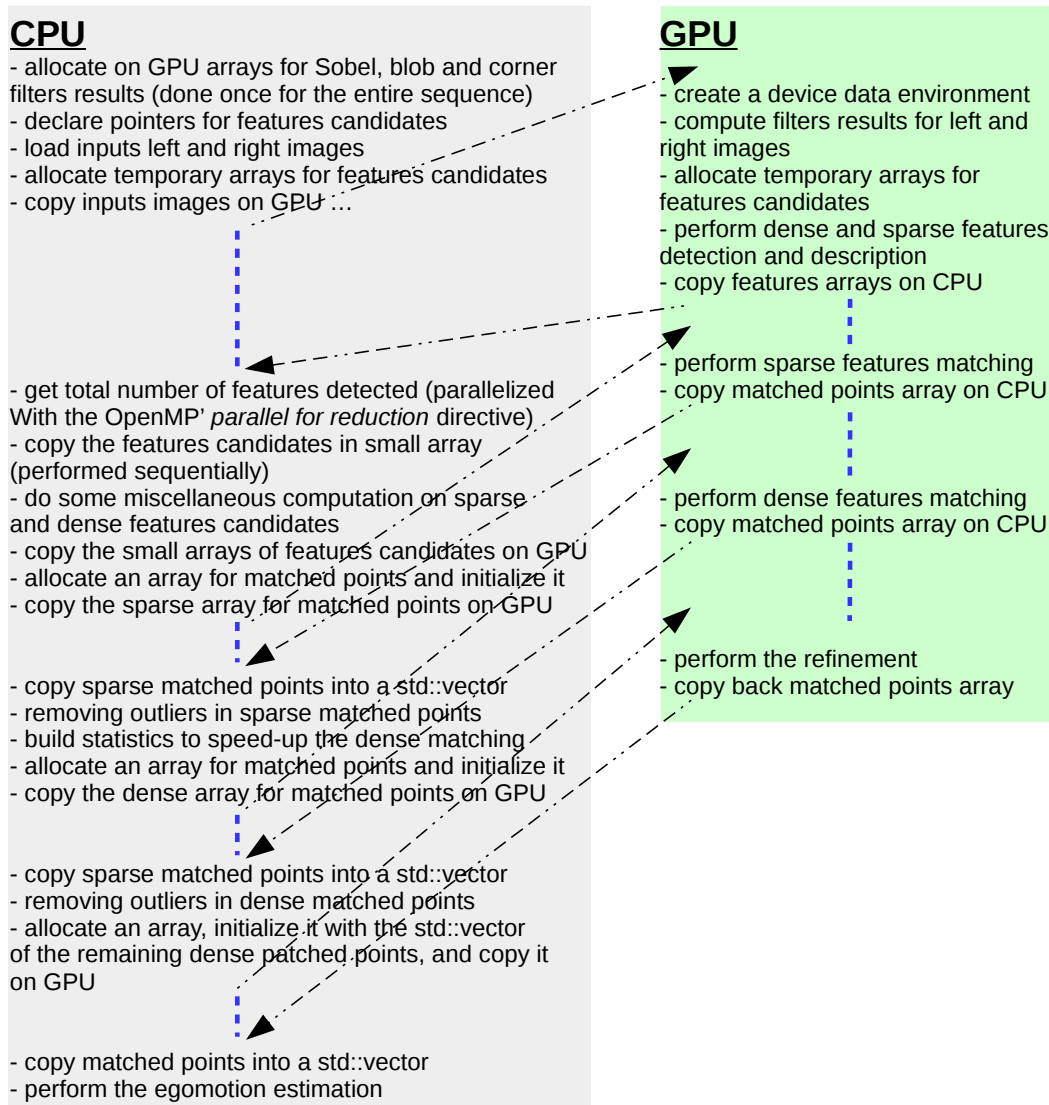 CPU
- allocate on GPU arrays for Sobel, blob and corner
filters results (done once for the entire sequence)
- declare pointers for features candidates
- load inputs left and right images
- allocate temporary arrays for features candidates
- copy inputs images on GPU …
- get total number of features detected (parallelized
With the OpenMP’ parallel for reduction directive)
- copy the features candidates in small array
(performed sequentially)
- do some miscellaneous computation on sparse
and dense features candidates
- copy the small arrays of features candidates on GPU
- allocate an array for matched points and initialize it
- copy the sparse array for matched points on GPU
- copy sparse matched points into a std::vector
- removing outliers in sparse matched points
- build statistics to speed-up the dense matching
- allocate an array for matched points and initialize it
- copy the dense array for matched points on GPU
- copy sparse matched points into a std::vector
- removing outliers in dense matched points
- allocate an array, initialize it with the std::vector
of the remaining dense patched points, and copy it
on GPU
- copy matched points into a std::vector
- perform the egomotion estimation
GPU
- create a device data environment
- compute filters results for left and
right images
- allocate temporary arrays for
features candidates
- perform dense and sparse features
detection and description
- copy features arrays on CPU
- perform sparse features matching
- copy matched points array on CPU
- perform dense features matching
- copy matched points array on CPU
- perform the refinement
- copy back matched points array